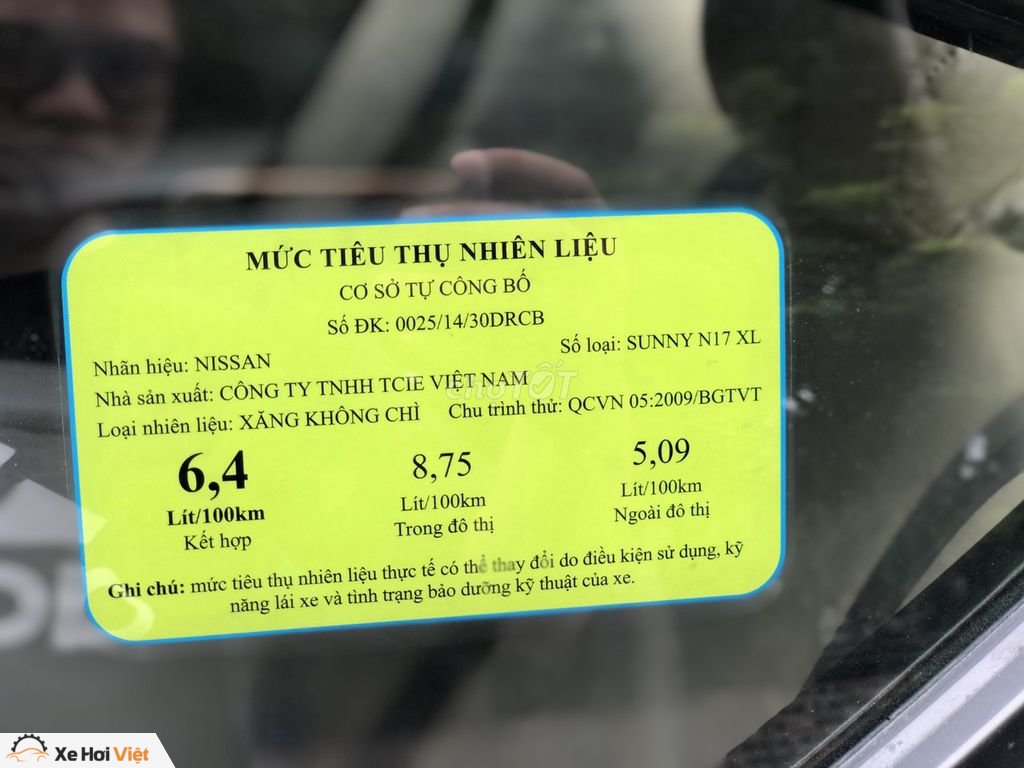 MỨC TIÊU THỤ NHIÊN LIỆU
CƠ SỞ TỰ CÔNG BỐ
Số ĐK: 0025/14/30DRCB
Nhãn hiệu: NISSAN Số loại: SUNNY N17 XL
Nhà sản xuất: CÔNG TY TNHH TCIE VIỆT NAM
Loại nhiên liệu: XĂNG KHÔNG CHÌ Chu trình thử: QCVN 05:2009/BGTVT
6,4 8,75 5,09
Lít/100km Lít/100km Lít/100km
Kết hợp Trong đô thị Ngoài đô thị
Ghi chú: mức tiêu thụ nhiên liệu thực tế có thể thay đổi do điều kiện sử dụng, kỹ
năng lái xe và tình trạng bảo dưỡng kỹ thuật của xe.
choTỐT
Xe Hơi Việt